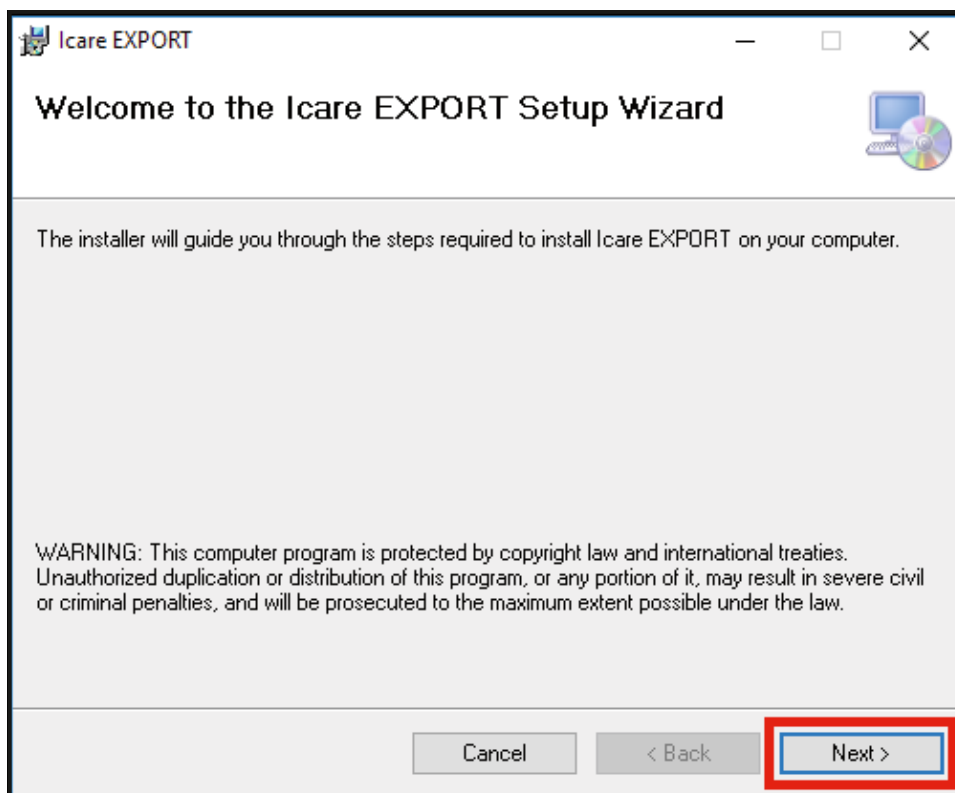 Icare EXPORT
Welcome to the Icare EXPORT Setup Wizard
The installer will guide you through the steps required to install Icare EXPORT on your computer.
WARNING: This computer program is protected by copyright law and international treaties.
Unauthorized duplication or distribution of this program, or any portion of it, may result in severe civil
or criminal penalties, and will be prosecuted to the maximum extent possible under the law.
Cancel
< Back
Next >